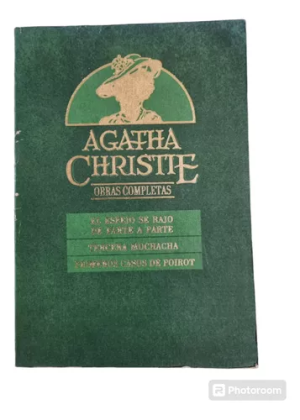 AGATHA
CHRISTIE
OBRAS COMPLETAS
EL ESPEJO SE RAJO
DE PARTE A PARTE
TERCERA MUCHACHA
PRIMEROS CASOS DE POIROT
Photoroom